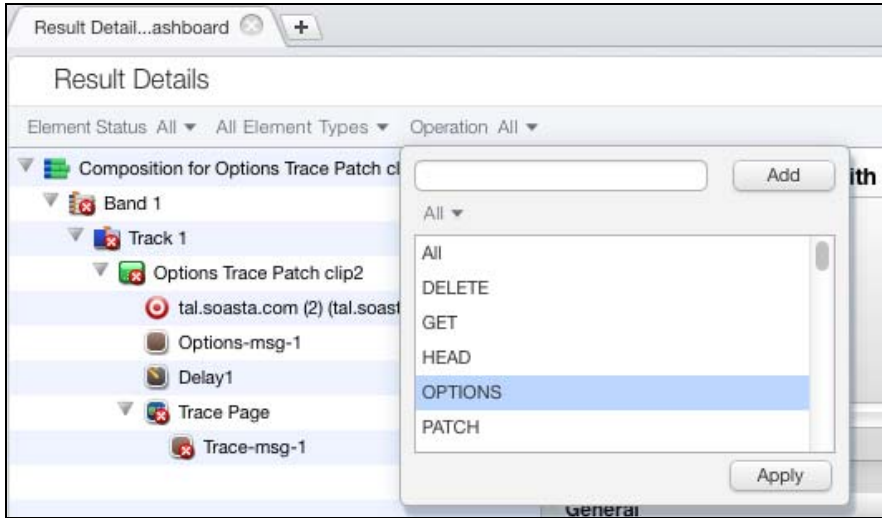 Result Detail...ashboard +
Result Details
Element Status All All Element Types Operation All
Composition for Options Trace Patch cl
Band 1
Track 1
Options Trace Patch clip2
tal.soasta.com (2) (tal.soast
Options-msg-1
Delay1
Trace Page
Trace-msg-1
Add
All
All
DELETE
GET
HEAD
OPTIONS
PATCH
Apply
ith
General